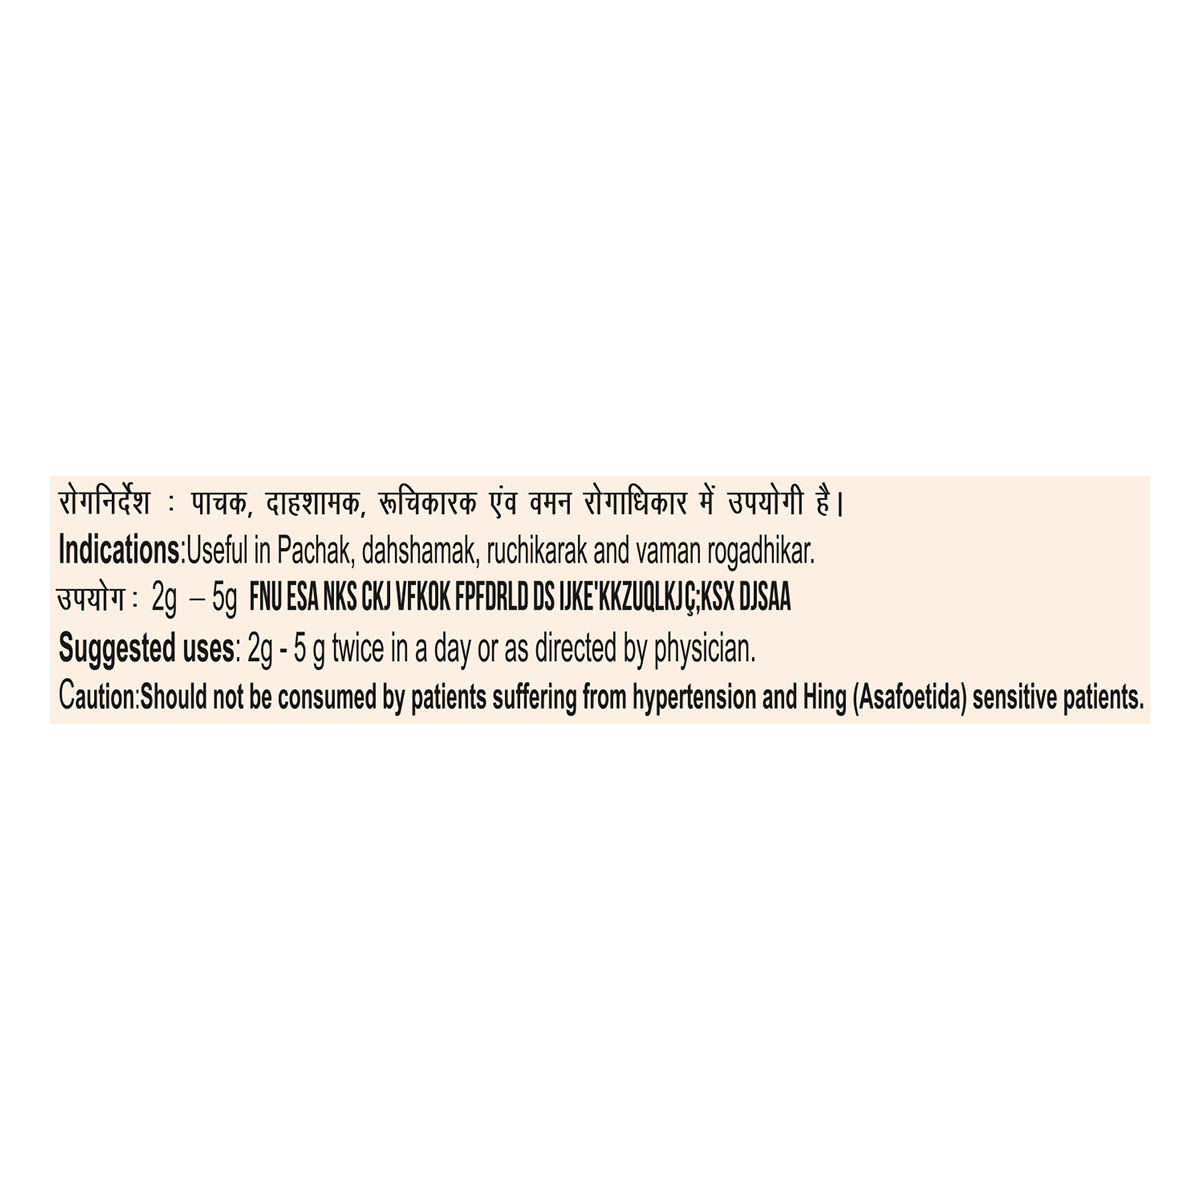 रोगनिर्देश : पाचक, दाहशामक, रूचिकारक एंव वमन रोगाधिकार में उपयोगी है।
Indications:Useful in Pachak, dahshamak, ruchikarak and vaman rogadhikar.
उपयोग: 2g – 5g FNU ESA NKS CKJ VFKOK FPFDRLD DS IJKE'KKZUQLKJÇ;KSX DJSAA
Suggested uses: 2g - 5 g twice in a day or as directed by physician.
Caution:Should not be consumed by patients suffering from hypertension and Hing (Asafoetida) sensitive patients.